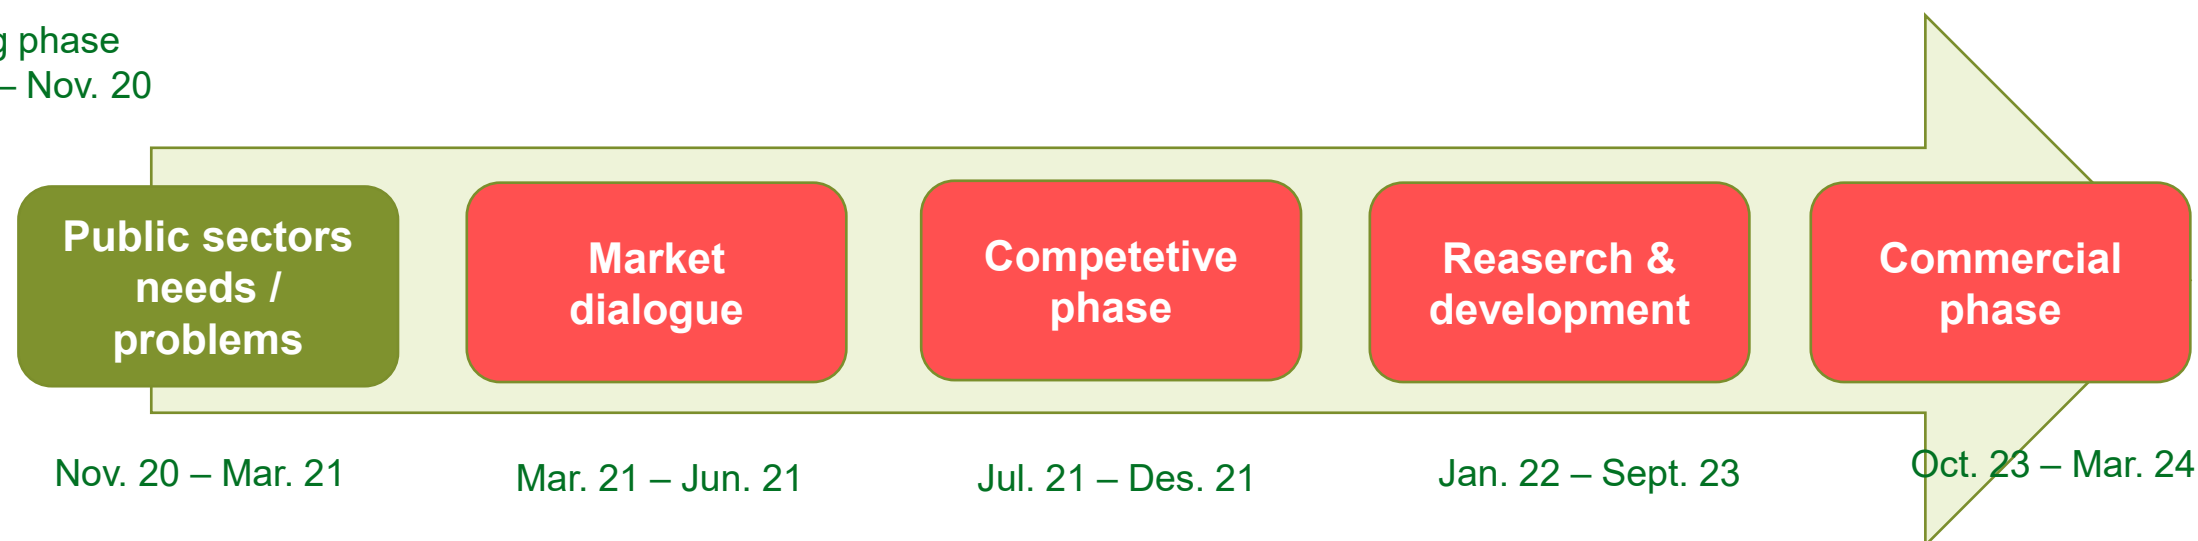 g phase
– Nov. 20
Public sectors
needs /
problems
Market
dialogue
Competetive
phase
Reaserch &
development
Commercial
phase
Nov. 20 – Mar. 21
Mar. 21 – Jun. 21
Jul. 21 – Des. 21
Jan. 22 – Sept. 23
Oct. 23 – Mar. 24